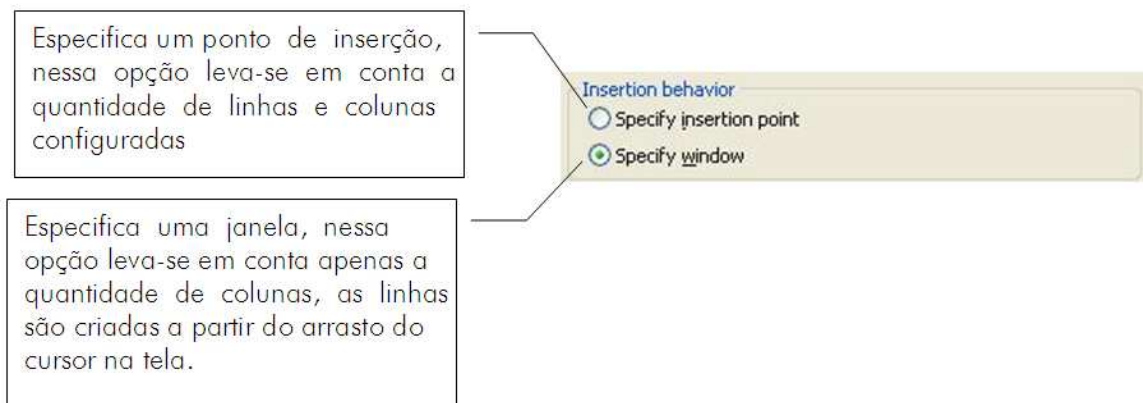 Especifica um ponto de inserção,
nessa opção leva-se em conta a
quantidade de linhas e colunas
configuradas
Insertion behavior
Specify insertion point
Specify window
Especifica uma janela, nessa
opção leva-se em conta apenas a
quantidade de colunas, as linhas
são criadas a partir do arrasto do
cursor na tela.